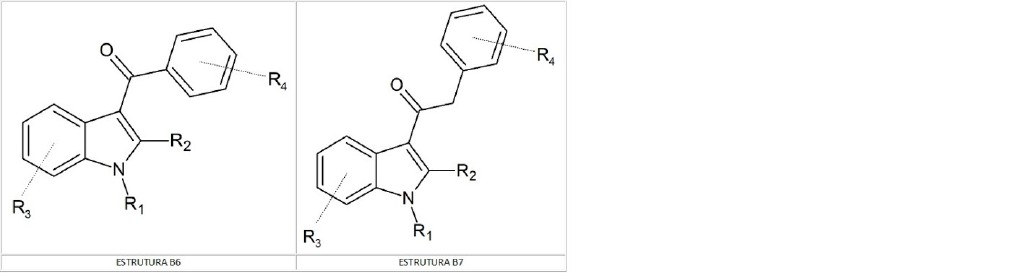 O
R₄
R₂
N
R₁
R₃
ESTRUTURA B6
R₄
O
R₂
N
R₁
R₃
ESTRUTURA B7